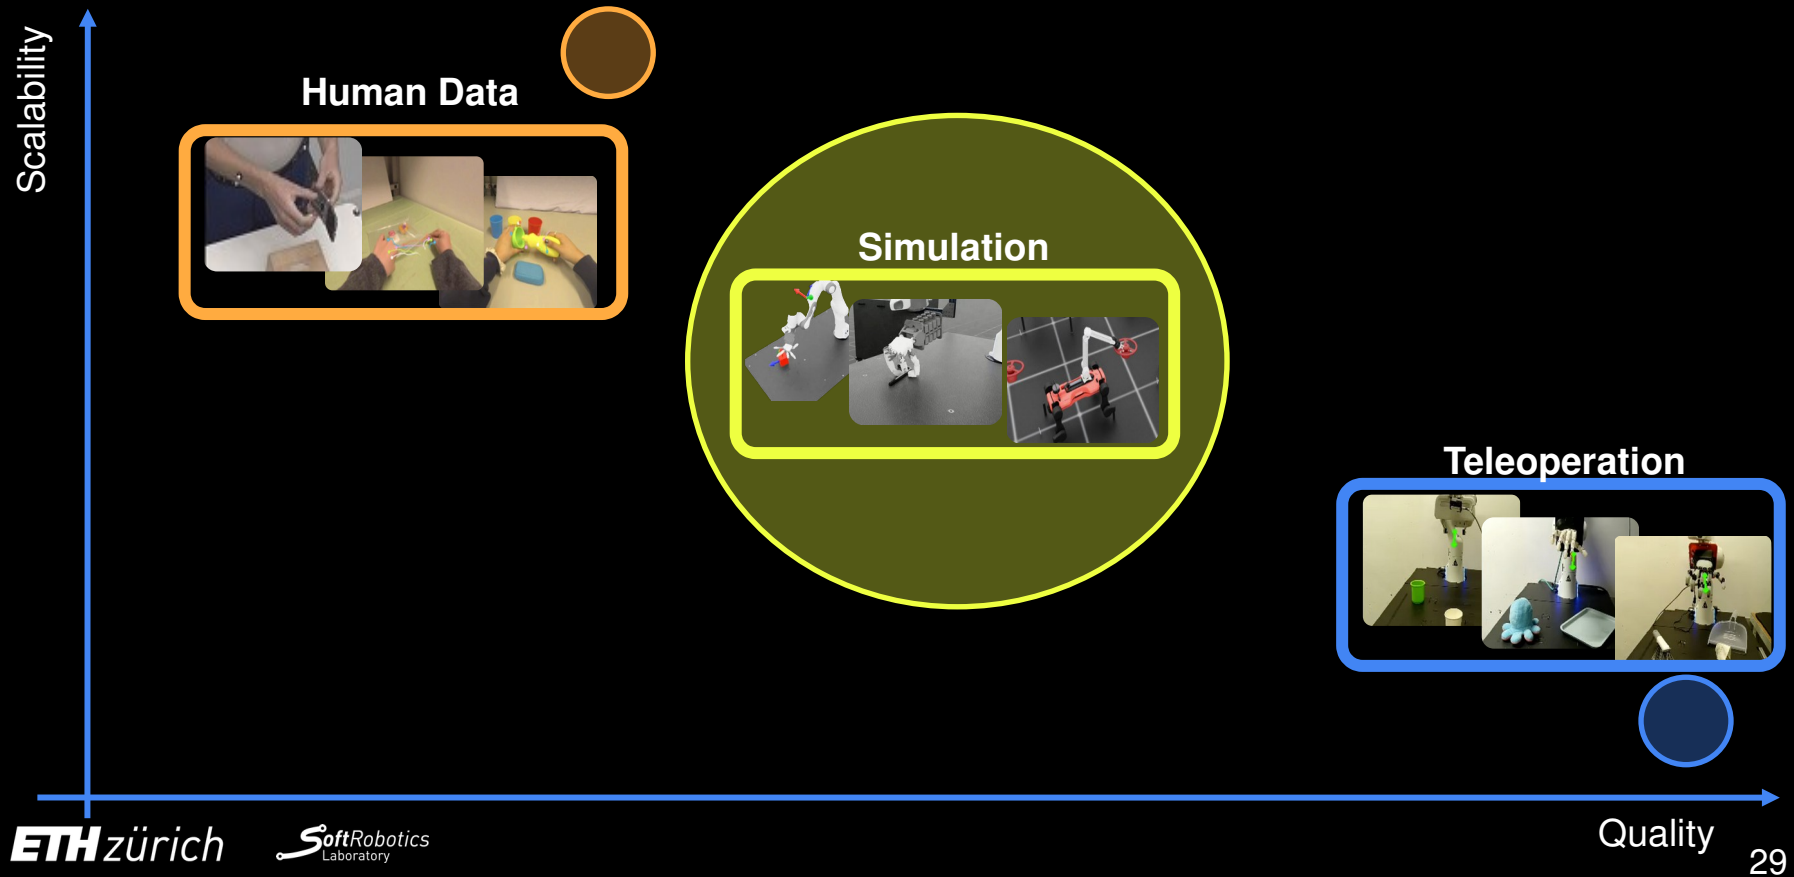 Scalability
Human Data
Simulation
Teleoperation
Quality
ETH zürich
SoftRobotics
Laboratory
29